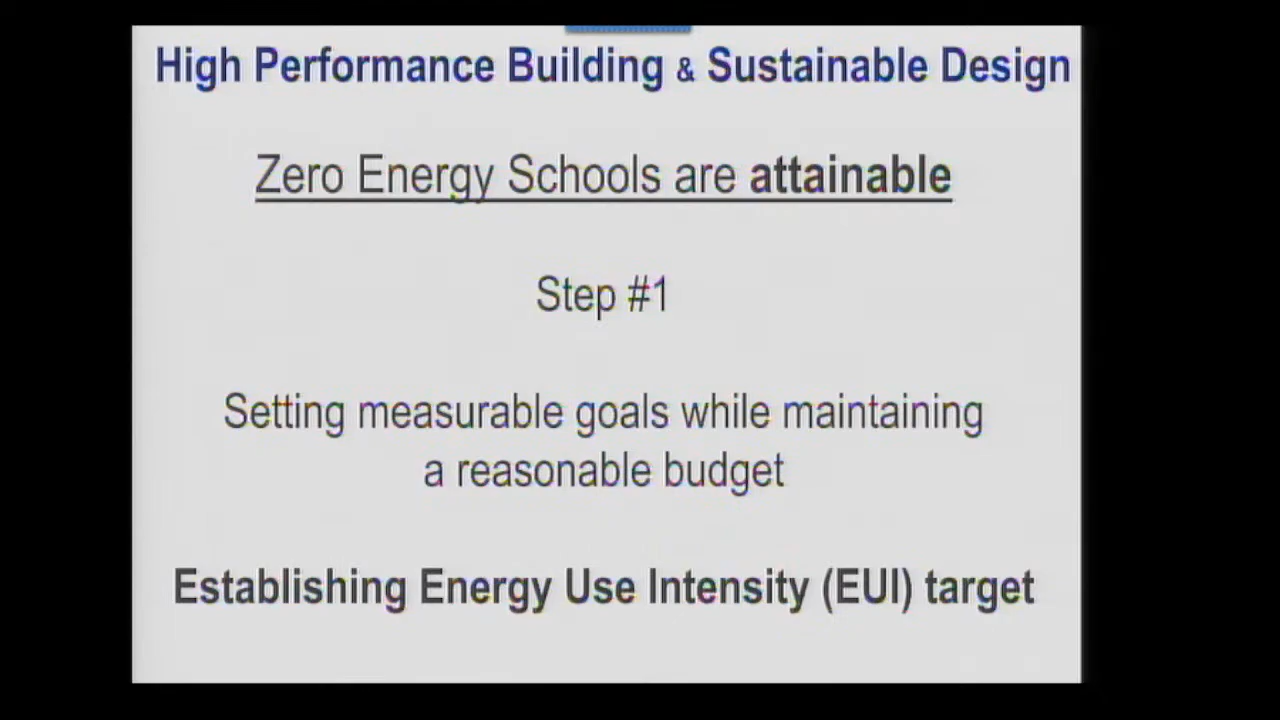 High Performance Building & Sustainable Design
Zero Energy Schools are attainable
Step #1
Setting measurable goals while maintaining
a reasonable budget
Establishing Energy Use Intensity (EUI) target